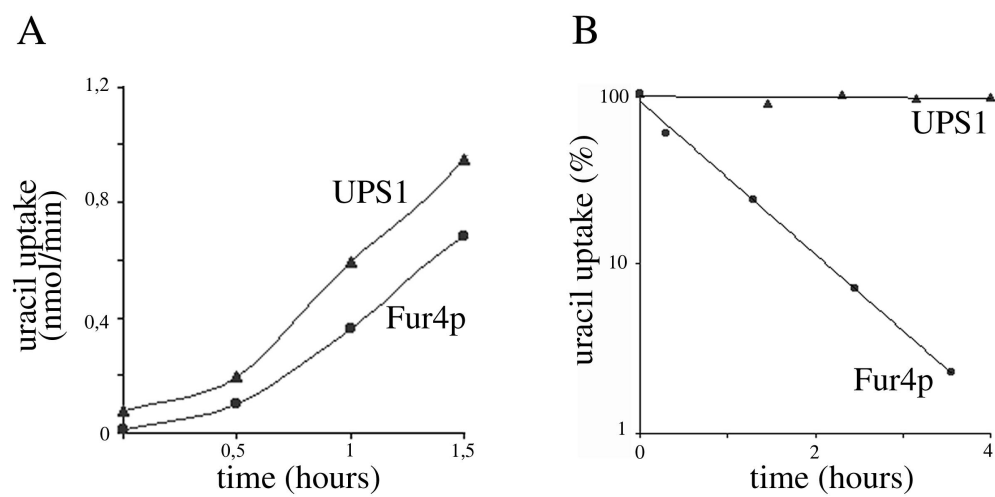 A
1,2
0,8
0,4
0
uracil uptake
(nmol/min)
UPS1
Fur4p
0,5
1
1,5
time (hours)
B
100
10
1
uracil uptake (%)
UPS1
Fur4p
0
2
4
time (hours)